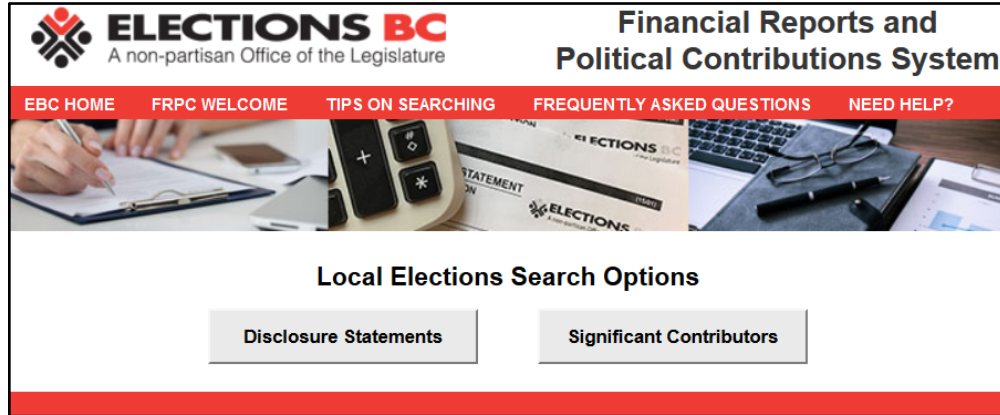 ELECTIONS BC
A non-partisan Office of the Legislature
Financial Reports and
Political Contributions System
EBC HOME FRPC WELCOME TIPS ON SEARCHING FREQUENTLY ASKED QUESTIONS NEED HELP?
ELECTIONS BC
STATEMENT
ELECTIONS
Local Elections Search Options
Disclosure Statements Significant Contributors